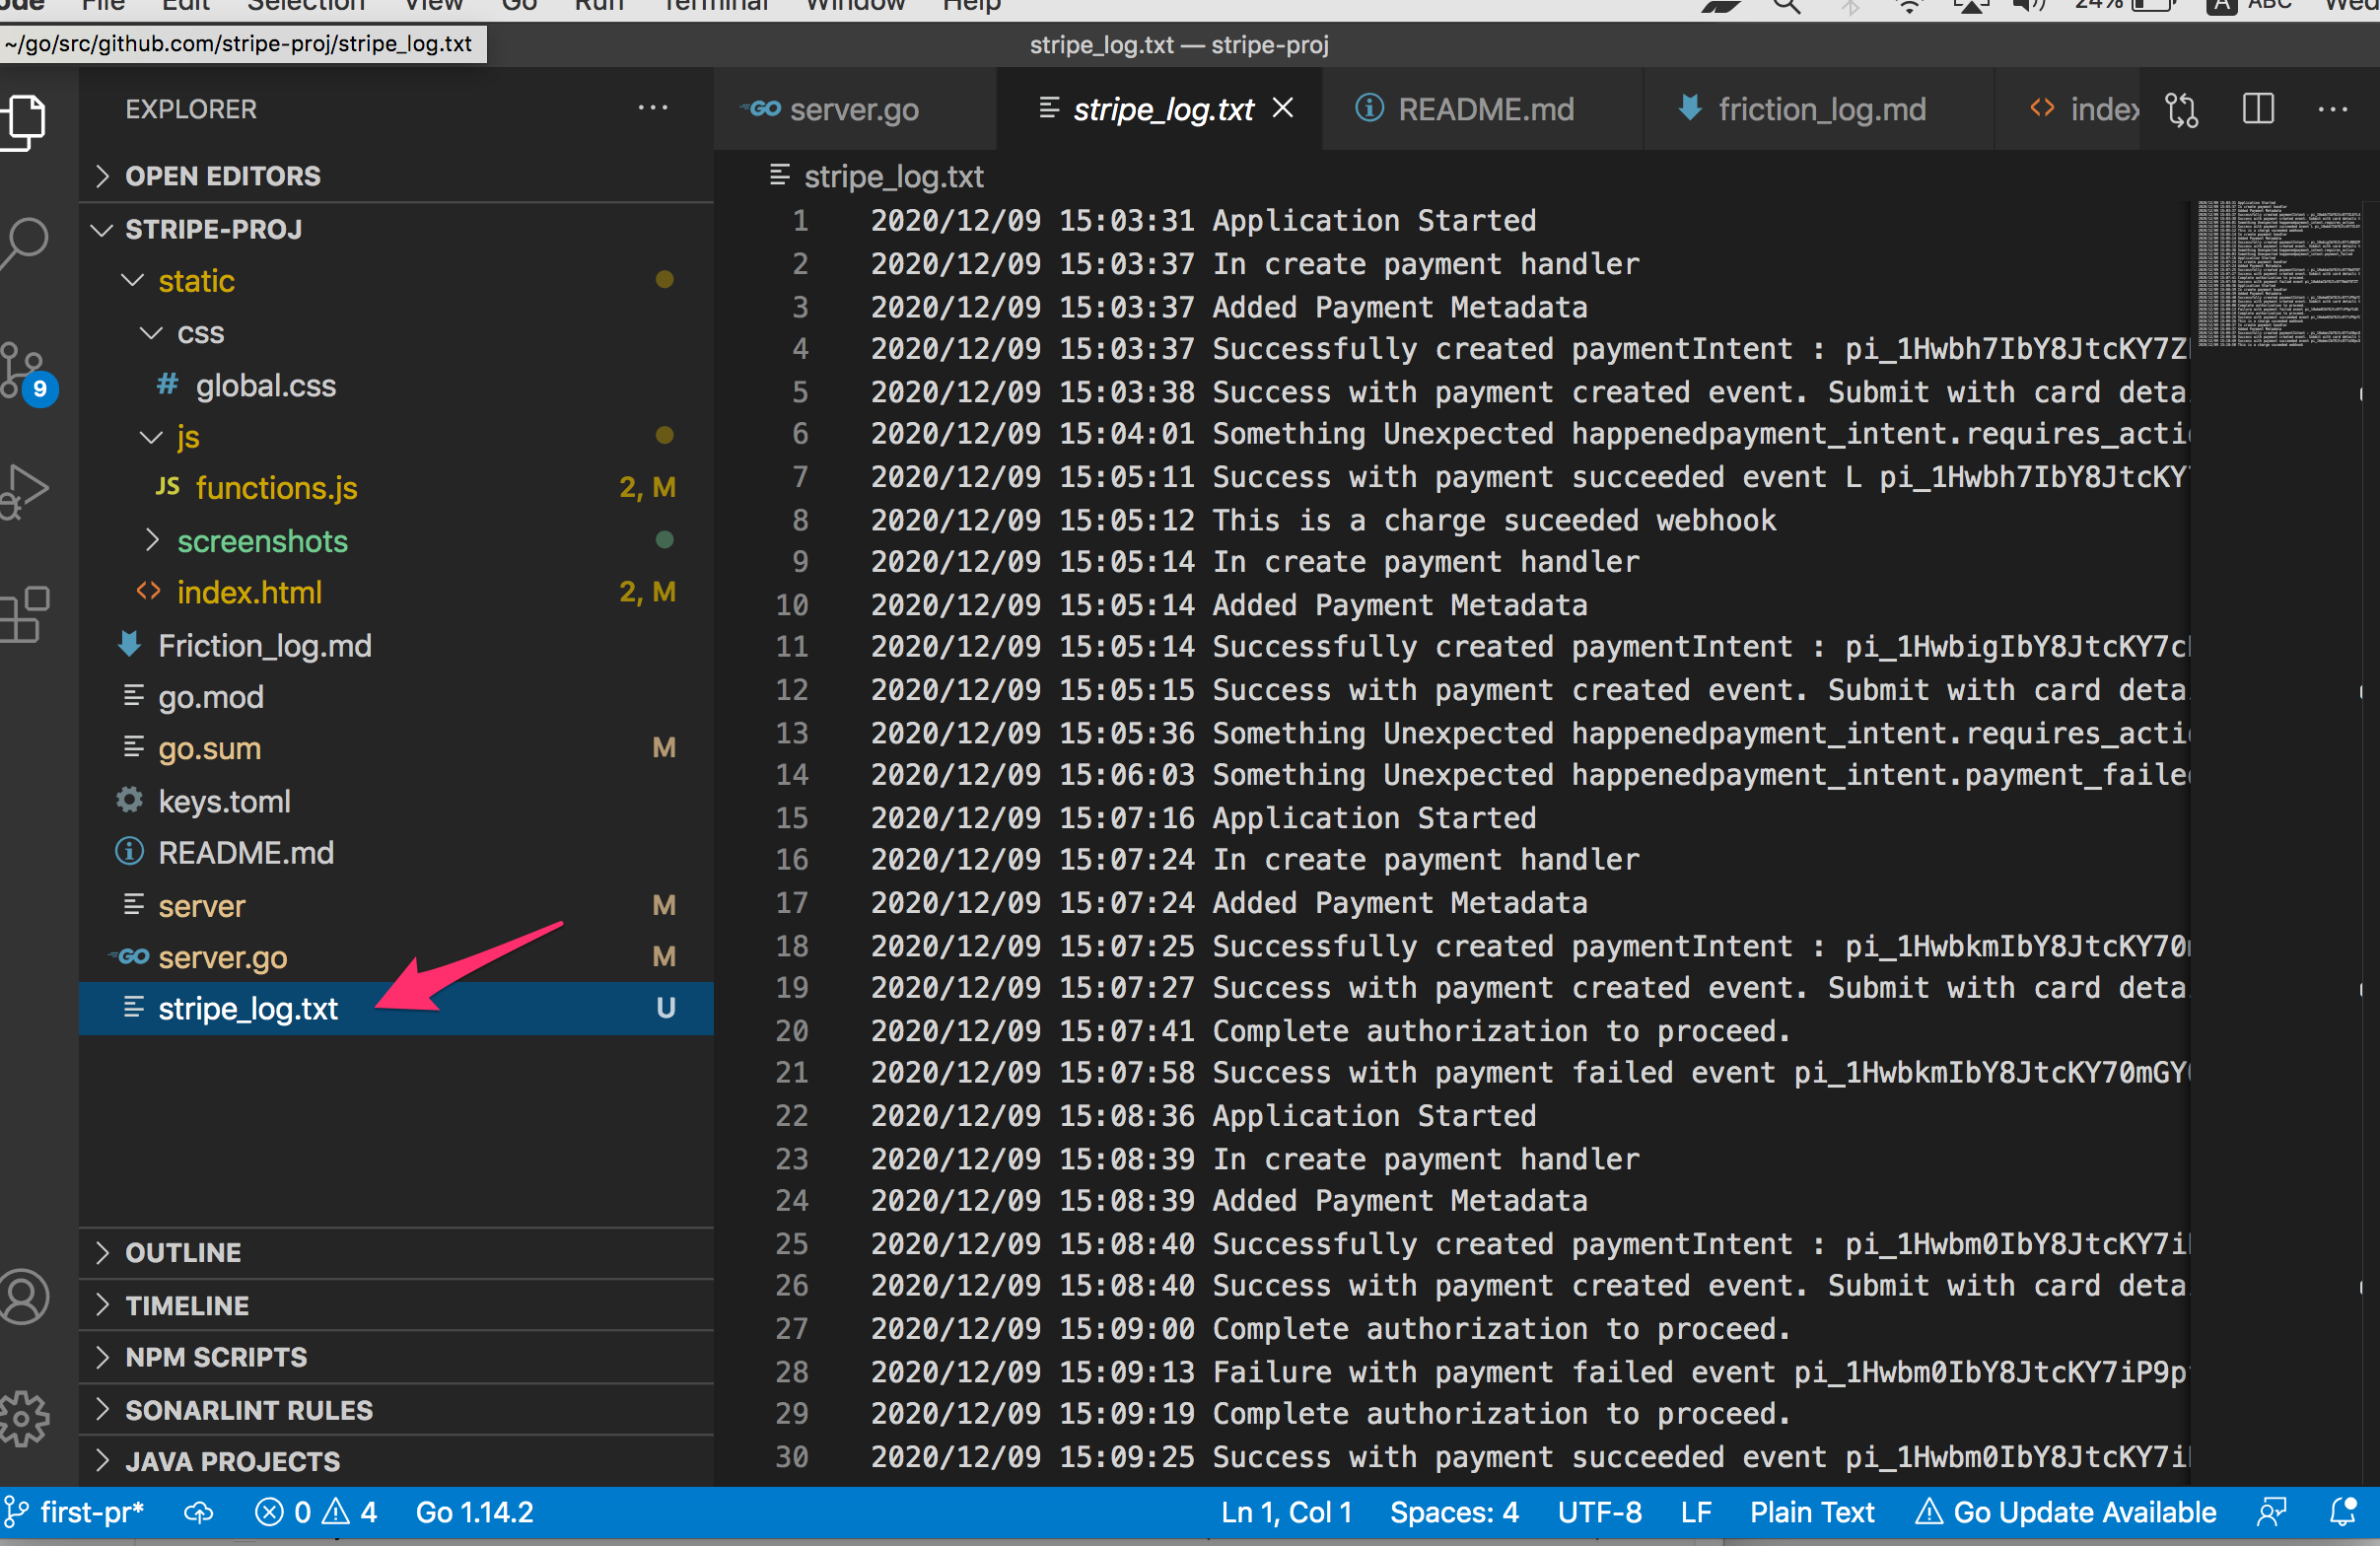 File Edit Selection View Go Run Terminal Window Help 24% A ABC
~/go/src/github.com/stripe-proj/stripe_log.txt
stripe_log.txt — stripe-proj
EXPLORER
OPEN EDITORS
STRIPE-PROJ
static
css
# global.css
js
JS functions.js 2, M
screenshots
<> index.html 2, M
Friction_log.md
go.mod
go.sum M
keys.toml
README.md
server M
GO server.go M
stripe_log.txt U
OUTLINE
TIMELINE
NPM SCRIPTS
SONARLINT RULES
JAVA PROJECTS
9
GO server.go stripe_log.txt README.md friction_log.md <> index
stripe_log.txt
1 2020/12/09 15:03:31 Application Started
2 2020/12/09 15:03:37 In create payment handler
3 2020/12/09 15:03:37 Added Payment Metadata
4 2020/12/09 15:03:37 Successfully created paymentIntent : pi_1Hwbh7IbY8JtcKY7Z
5 2020/12/09 15:03:38 Success with payment created event. Submit with card deta
6 2020/12/09 15:04:01 Something Unexpected happenedpayment_intent.requires_acti
7 2020/12/09 15:05:11 Success with payment succeeded event L pi_1Hwbh7IbY8JtcKY
8 2020/12/09 15:05:12 This is a charge suceeded webhook
9 2020/12/09 15:05:14 In create payment handler
10 2020/12/09 15:05:14 Added Payment Metadata
11 2020/12/09 15:05:14 Successfully created paymentIntent : pi_1HwbigIbY8JtcKY7c
12 2020/12/09 15:05:15 Success with payment created event. Submit with card deta
13 2020/12/09 15:05:36 Something Unexpected happenedpayment_intent.requires_acti
14 2020/12/09 15:06:03 Something Unexpected happenedpayment_intent.payment_faile
15 2020/12/09 15:07:16 Application Started
16 2020/12/09 15:07:24 In create payment handler
17 2020/12/09 15:07:24 Added Payment Metadata
18 2020/12/09 15:07:25 Successfully created paymentIntent : pi_1HwbkmIbY8JtcKY70
19 2020/12/09 15:07:27 Success with payment created event. Submit with card deta
20 2020/12/09 15:07:41 Complete authorization to proceed.
21 2020/12/09 15:07:58 Success with payment failed event pi_1HwbkmIbY8JtcKY70mGY
22 2020/12/09 15:08:36 Application Started
23 2020/12/09 15:08:39 In create payment handler
24 2020/12/09 15:08:39 Added Payment Metadata
25 2020/12/09 15:08:40 Successfully created paymentIntent : pi_1Hwbm0IbY8JtcKY7i
26 2020/12/09 15:08:40 Success with payment created event. Submit with card deta
27 2020/12/09 15:09:00 Complete authorization to proceed.
28 2020/12/09 15:09:13 Failure with payment failed event pi_1Hwbm0IbY8JtcKY7iP9p
29 2020/12/09 15:09:19 Complete authorization to proceed.
30 2020/12/09 15:09:25 Success with payment succeeded event pi_1Hwbm0IbY8JtcKY7i
first-pr* 0 4 Go 1.14.2 Ln 1, Col 1 Spaces: 4 UTF-8 LF Plain Text Go Update Available